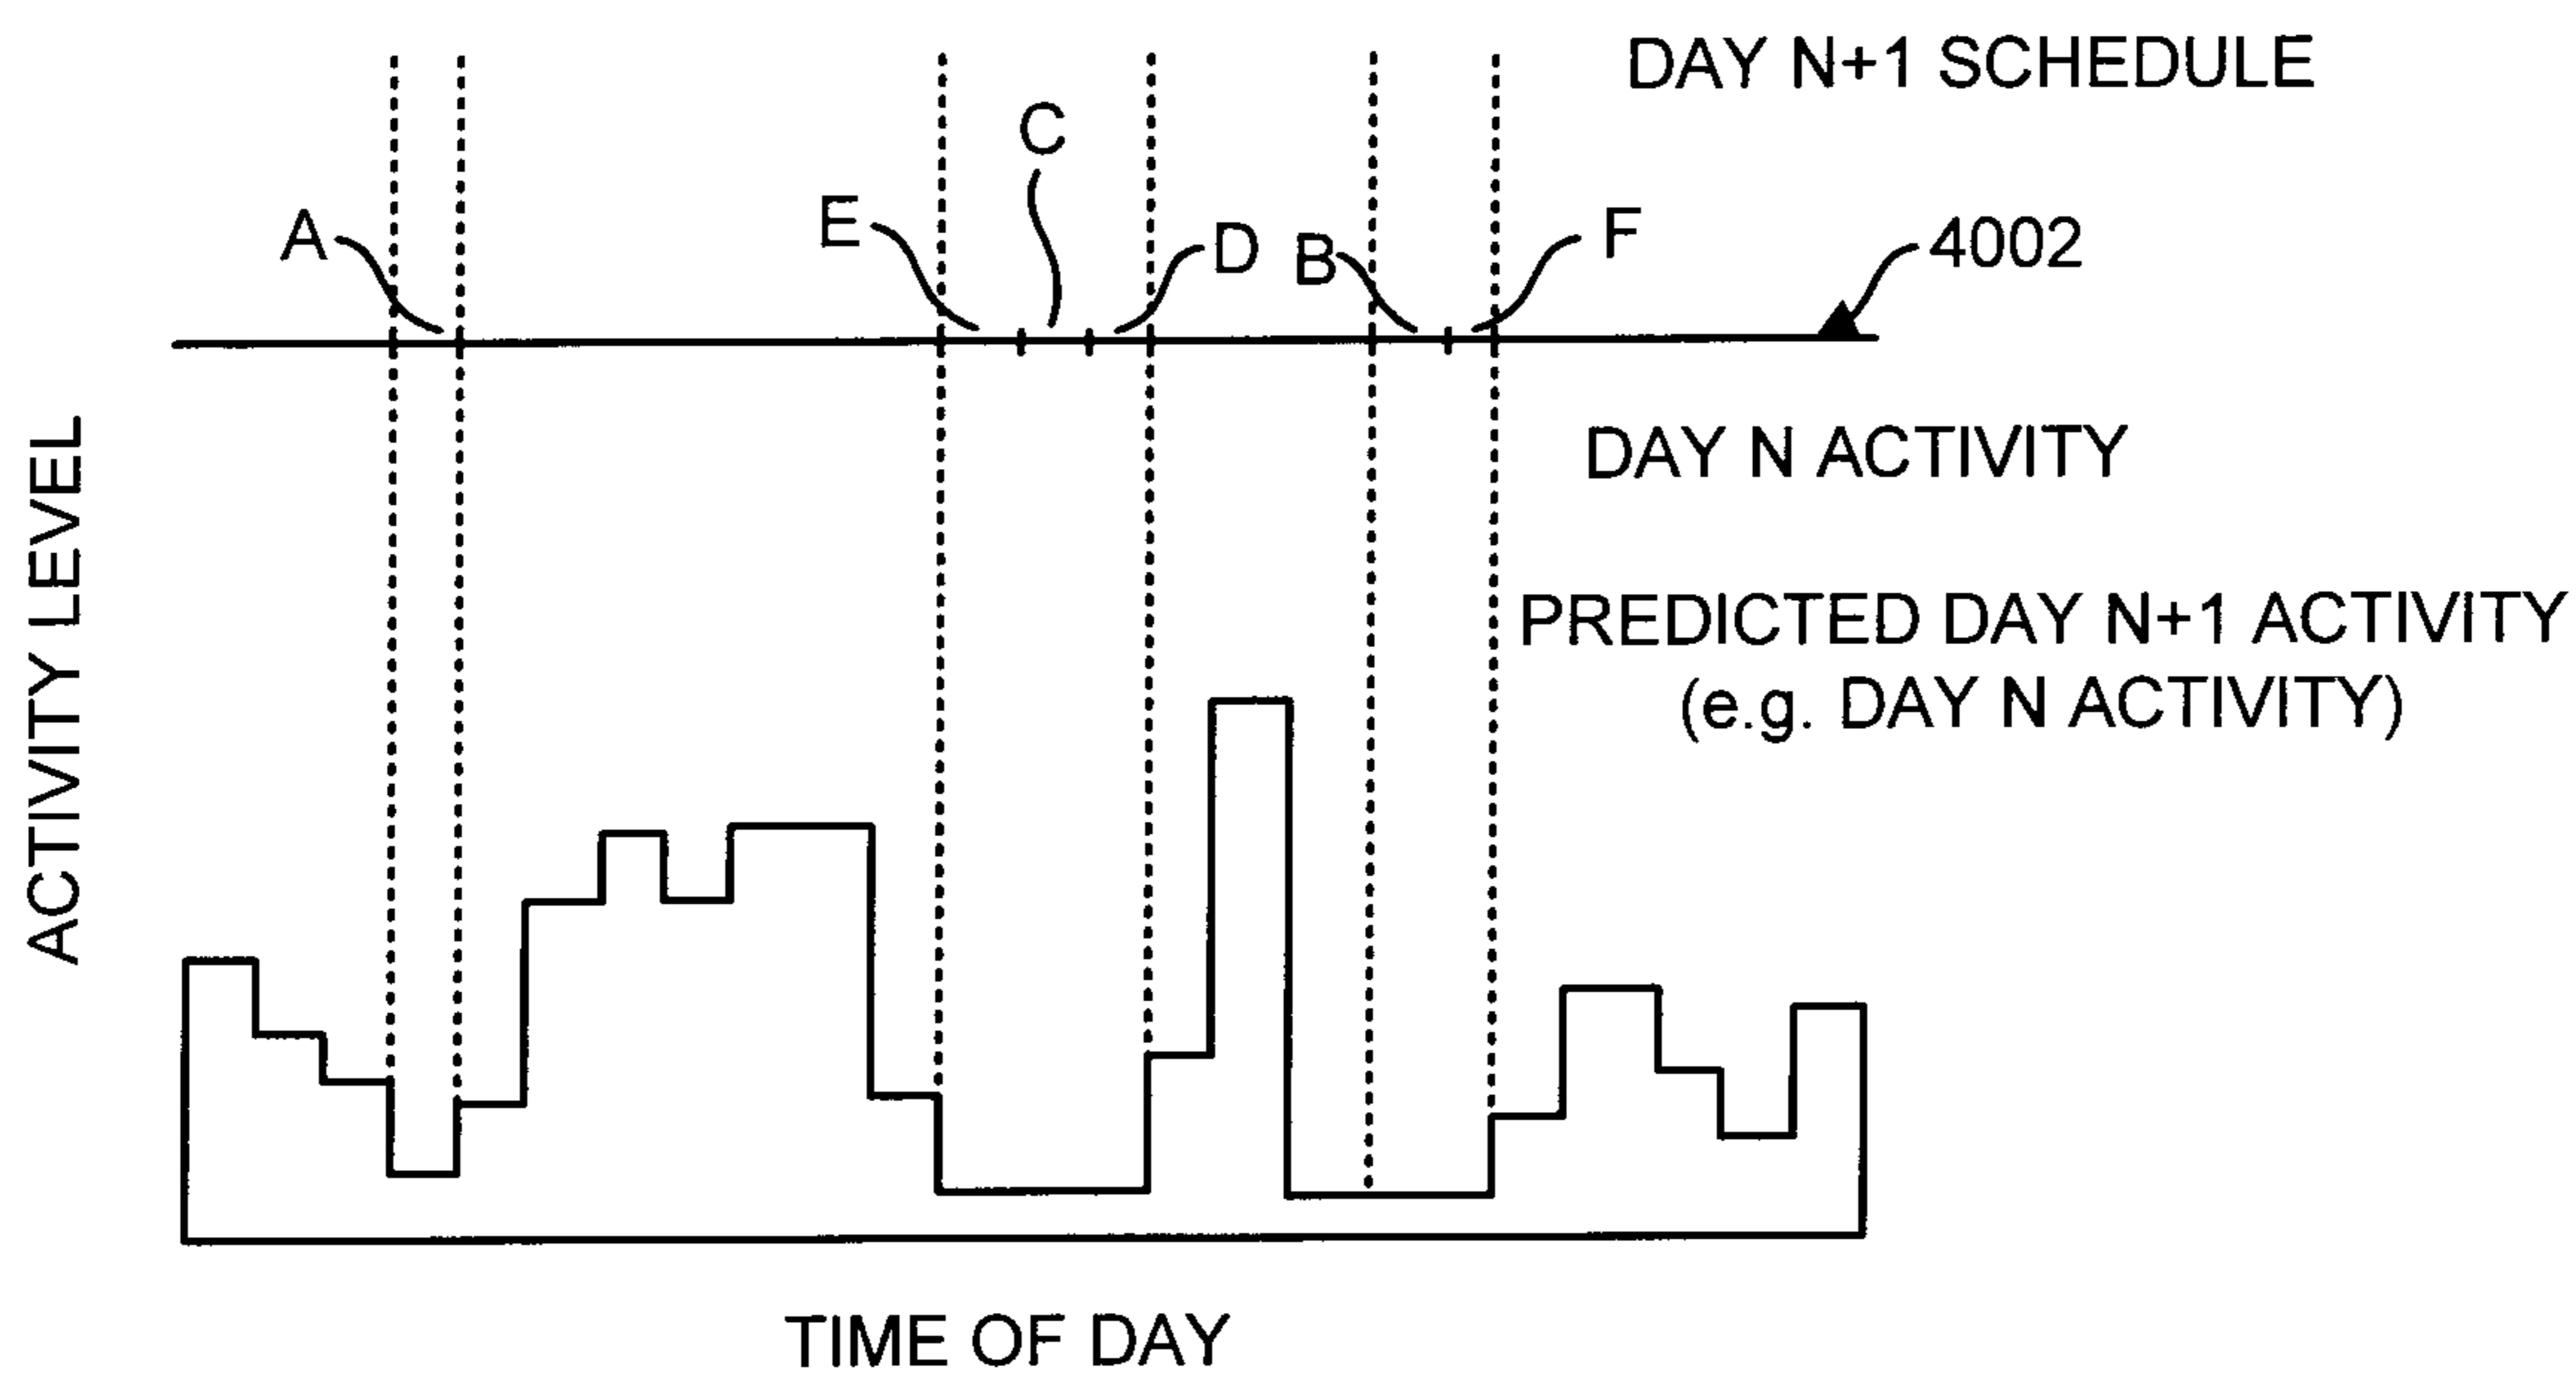 DAY N+1 SCHEDULE
C
A
E
D
B
F
4002
DAY N ACTIVITY
ACTIVITY LEVEL
PREDICTED DAY N+1 ACTIVITY
(e.g. DAY N ACTIVITY)
TIME OF DAY